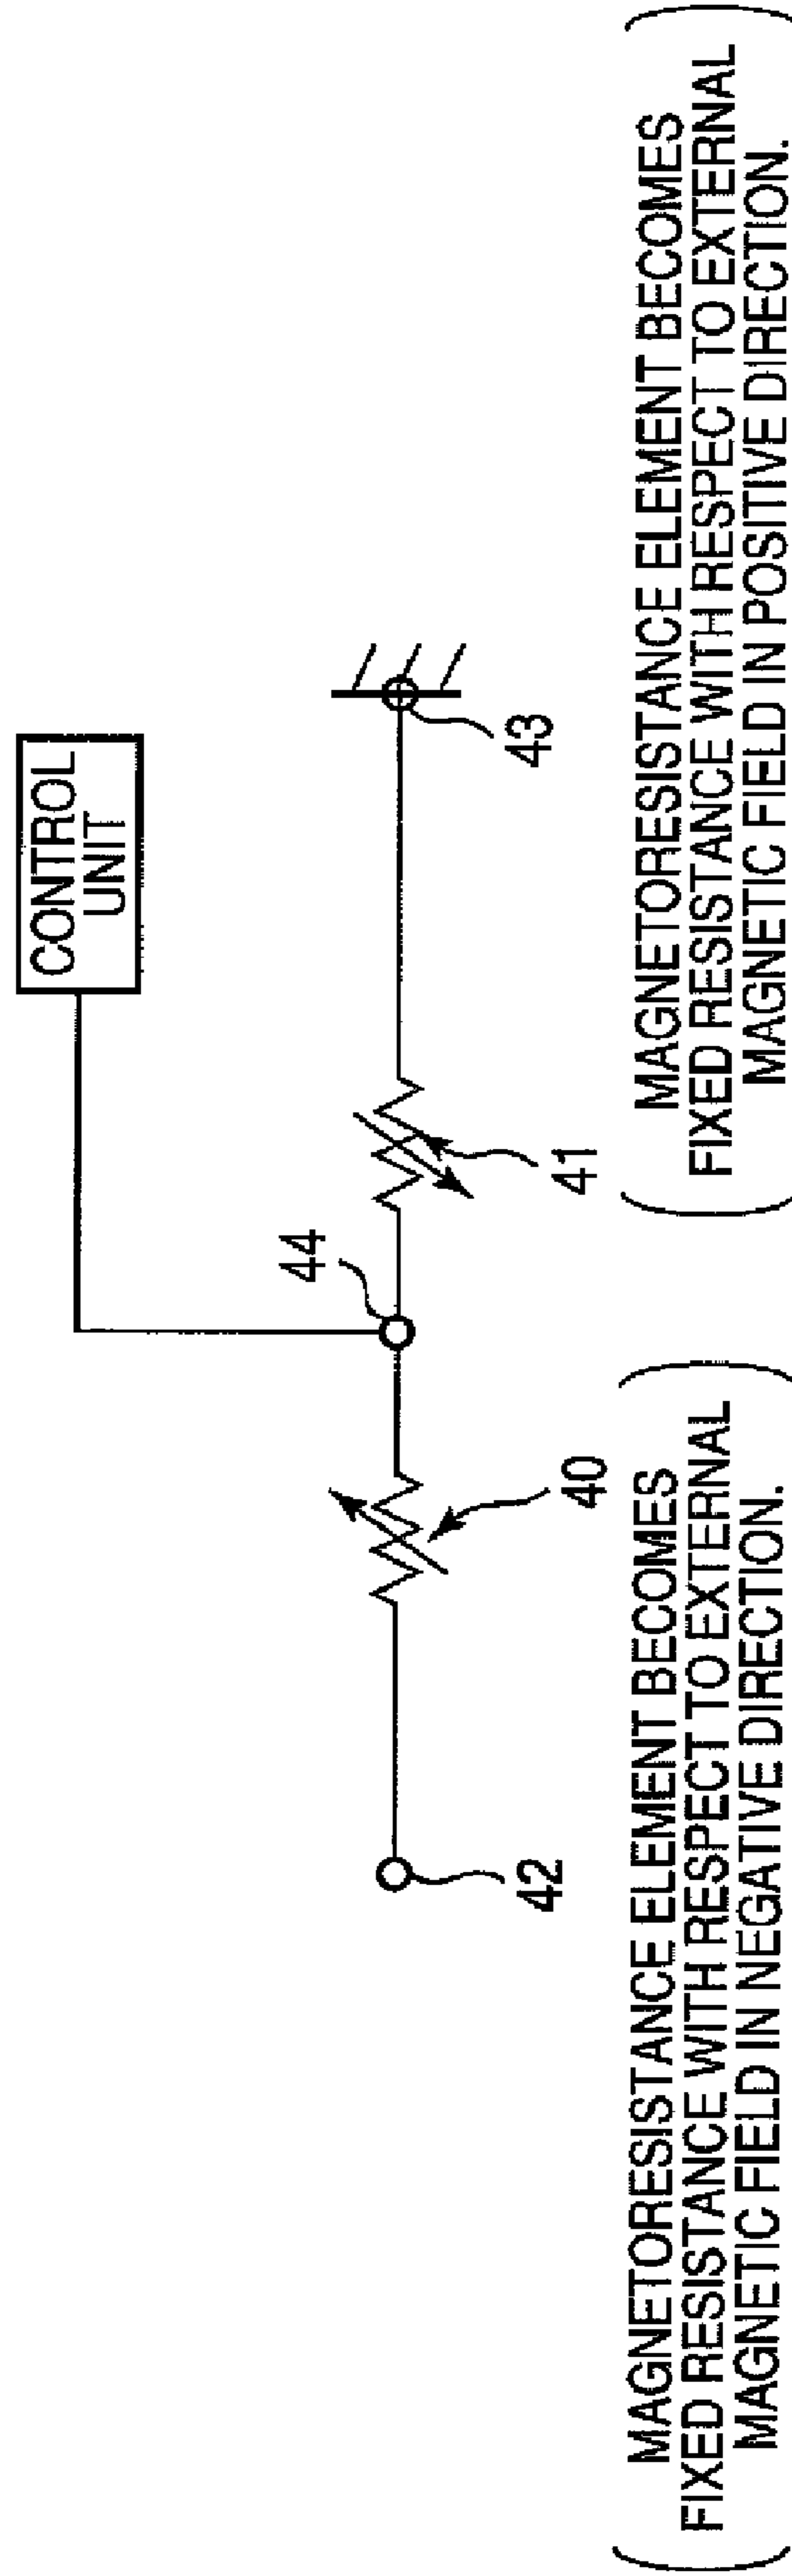 CONTROL
UNIT
44
42
40
41
43
MAGNETORESISTANCE ELEMENT BECOMES
FIXED RESISTANCE WITH RESPECT TO EXTERNAL
MAGNETIC FIELD IN NEGATIVE DIRECTION.
MAGNETORESISTANCE ELEMENT BECOMES
FIXED RESISTANCE WITH RESPECT TO EXTERNAL
MAGNETIC FIELD IN POSITIVE DIRECTION.